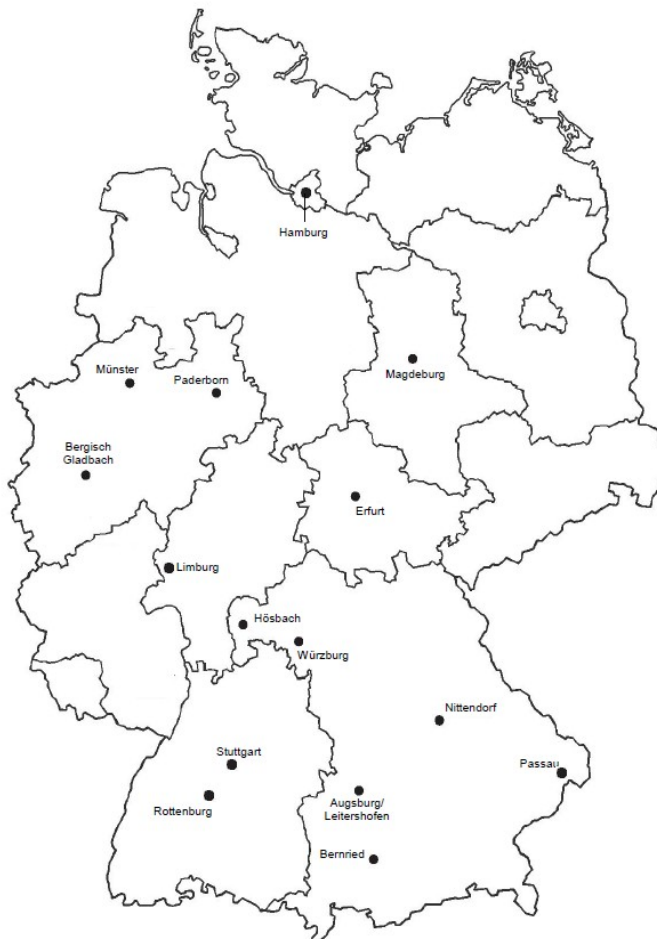 Hamburg
Münster
Paderborn
Magdeburg
Bergisch
Gladbach
Erfurt
Limburg
Hösbach
Würzburg
Nittendorf
Stuttgart
Passau
Rottenburg
Augsburg/
Leitershofen
Bernried